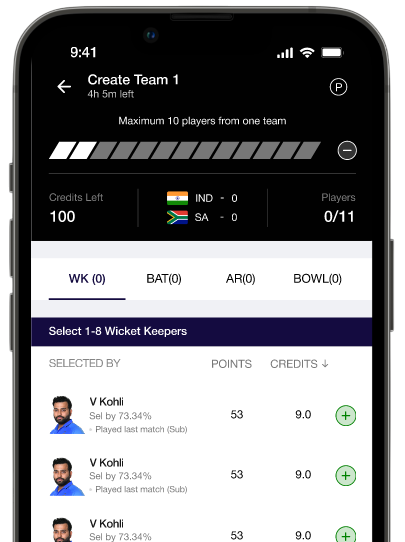 9:41
Create Team 1
4h 5m left
P
Maximum 10 players from one team
Credits Left
IND - 0
Players
100
SA - 0
0/11
WK (0) BAT(0) AR(0) BOWL(0)
Select 1-8 Wicket Keepers
SELECTED BY POINTS CREDITS ↓
V Kohli
Sel by 73.34% 53 9.0
Played last match (Sub)
V Kohli
Sel by 73.34% 53 9.0
Played last match (Sub)
V Kohli
Sel by 73.34% 53 9.0